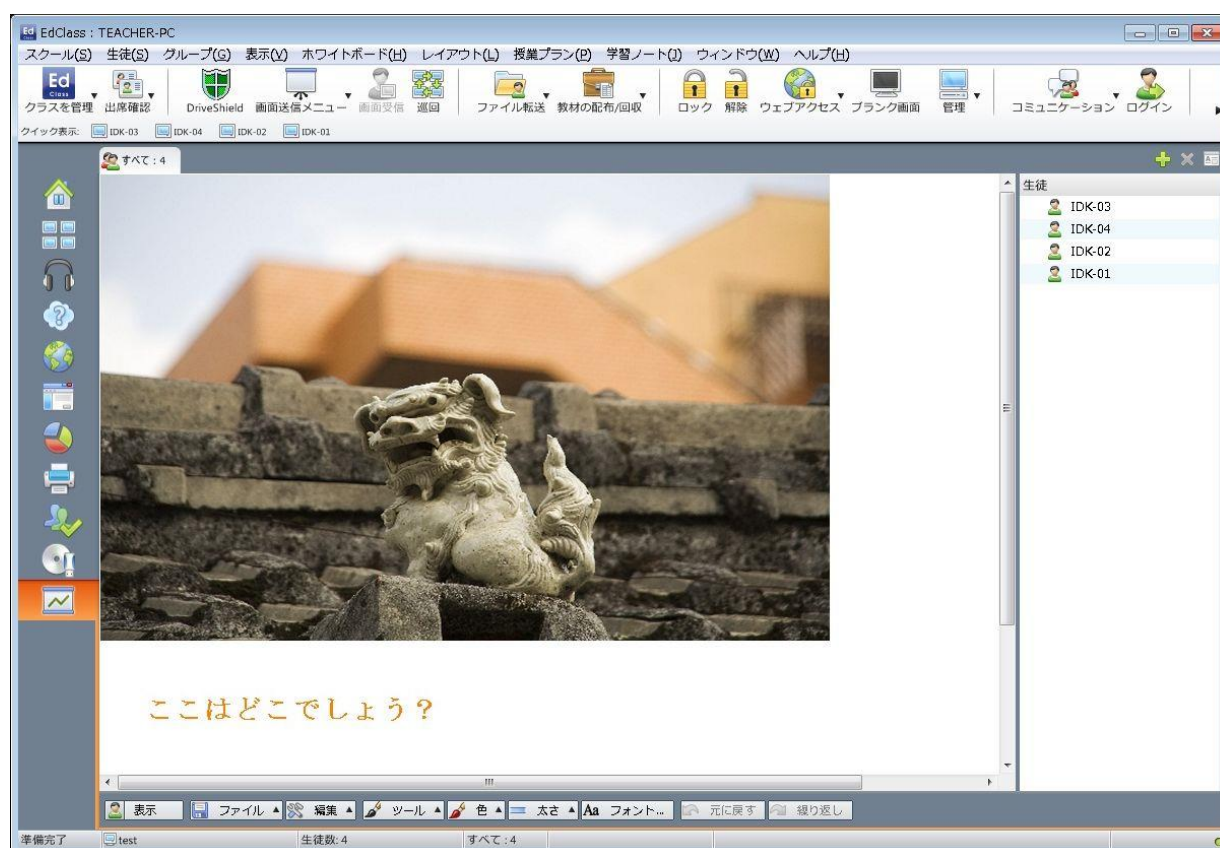 EdClass : TEACHER-PC
スクール(S) 生徒(S) グループ(G) 表示(V) ホワイトボード(H) レイアウト(L) 授業プラン(P) 学習ノート(J) ウィンドウ(W) ヘルプ(H)
Ed
Class
クラスを管理 出席確認 DriveShield 画面送信メニュー 画面受信 巡回 ファイル転送 教材の配布/回収 ロック 解除 ウェブアクセス ブランク画面 管理 コミュニケーション ログイン
クイック表示: IDK-03 IDK-04 IDK-02 IDK-01
すべて : 4
生徒
IDK-03
IDK-04
IDK-02
IDK-01
ここはどこでしょう？
表示 ファイル 編集 ツール 色 太さ Aa フォント... 元に戻す 繰り返し
準備完了 test 生徒数: 4 すべて : 4